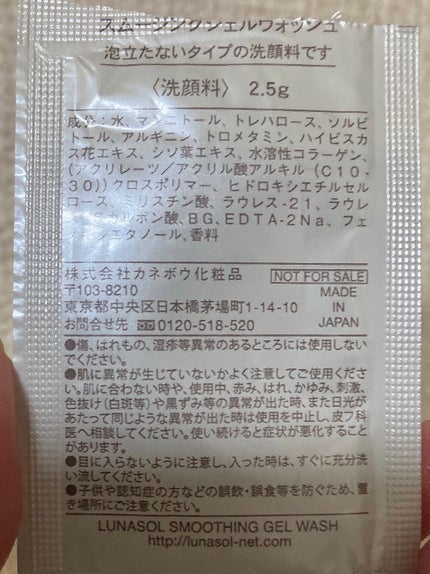 スムージングジェルウォッシュ
泡立たないタイプの洗顔料です
〈洗顔料〉 2.5g
成分：水、マンニトール、トレハロース、ソルビ
トール、アルギニン、トロメタミン、ハイビスカ
ス花エキス、シソ葉エキス、水溶性コラーゲン、
(アクリレーツ/アクリル酸アルキル(C10-
30))クロスポリマー、ヒドロキシエチルセル
ロース、ミリスチン酸、ラウレス-21、ラウレ
カルボン酸、BG、EDTA-2Na、フェ
ノキシエタノール、香料
株式会社カネボウ化粧品
NOT FOR SALE
〒103-8210
東京都中央区日本橋茅場町1-14-10
お問合せ先 0120-518-520
MADE
IN
JAPAN
●傷、はれもの、湿疹等異常のあるところには使用しない
でください。
●肌に異常が生じていないかよく注意してご使用くださ
い。肌に合わない時や、使用中、赤み、はれ、かゆみ、刺激、
色抜け(白斑等)や黒ずみ等の異常が出た時、また日光が
あたって同じような異常が出た時は使用を中止し、皮フ科
医へ相談してください。使い続けると症状が悪化すること
があります。
●目に入らないように注意し、入った時は、すぐに充分洗
い流してください。
●子供や認知症の方などの誤飲・誤食等を防ぐため、置
き場所にご注意ください。
LUNASOL SMOOTHING GEL WASH
http://lunasol-net.com/